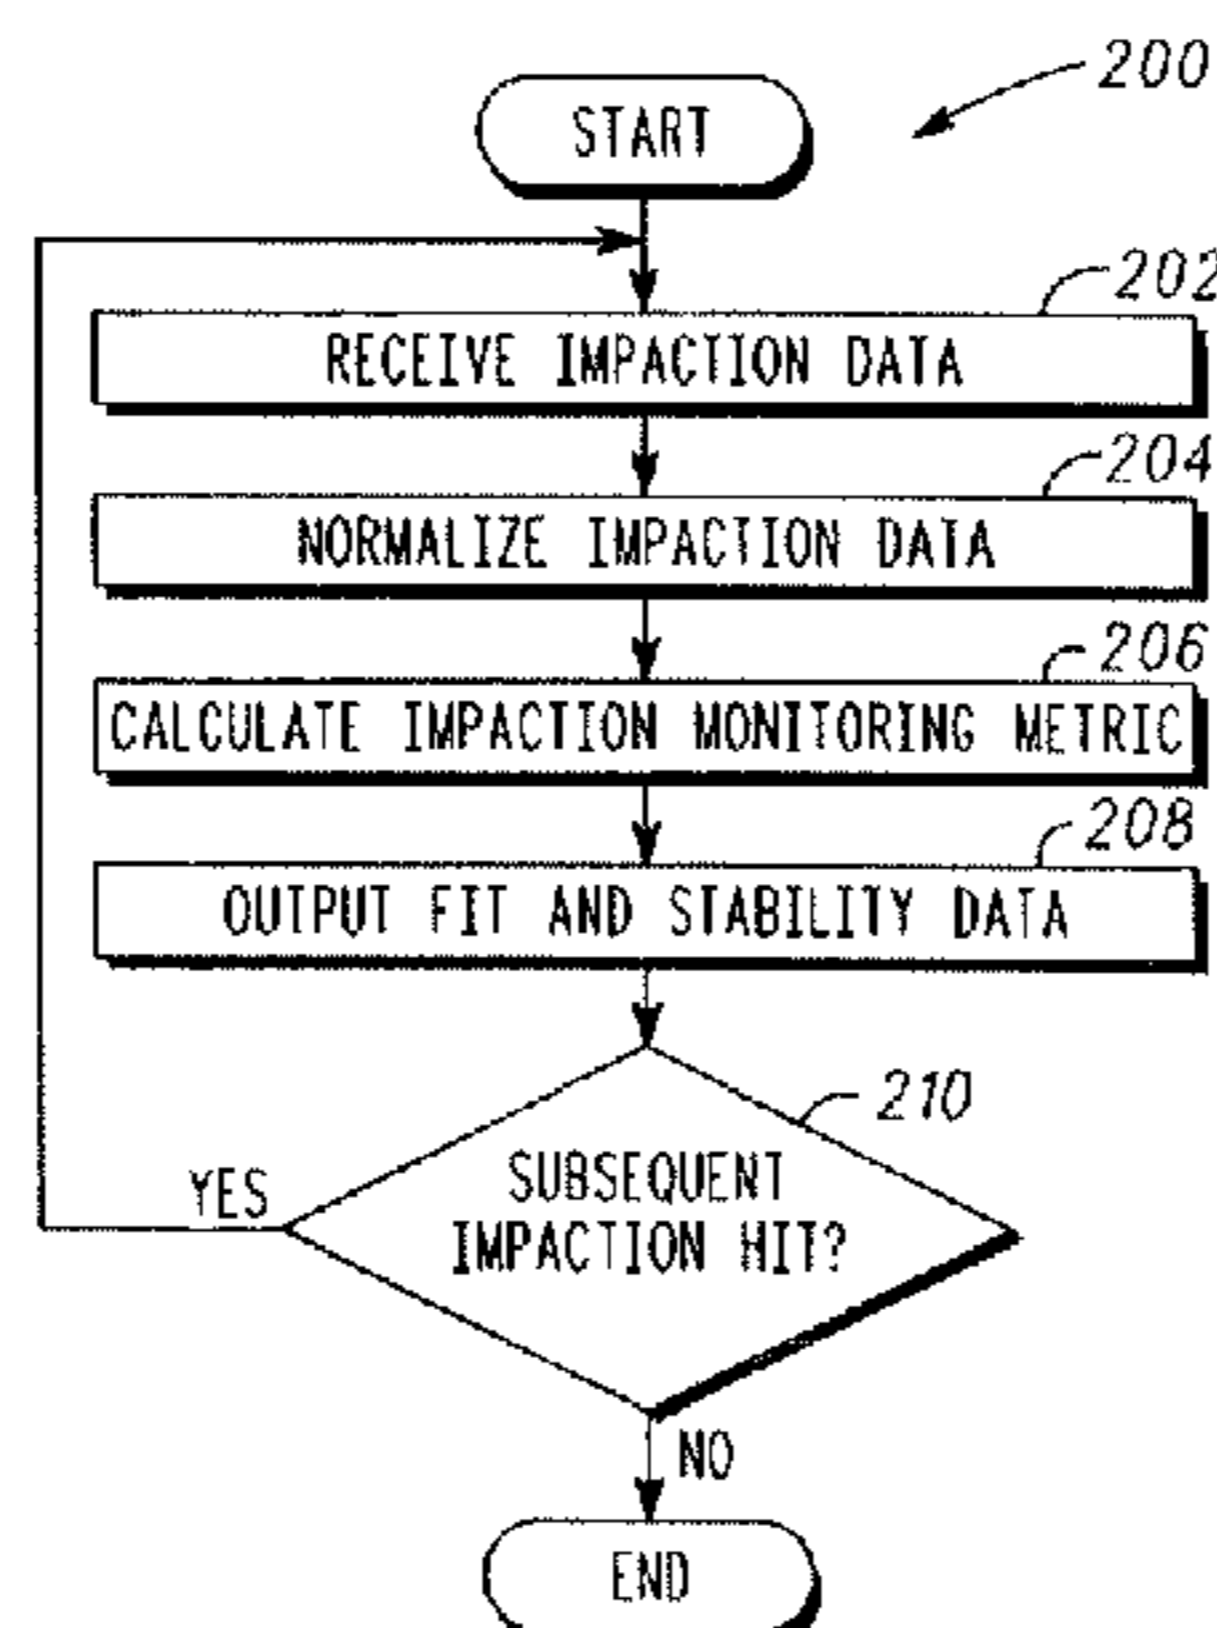 200
START
202
RECEIVE IMPACTION DATA
204
NORMALIZE IMPACTION DATA
206
CALCULATE IMPACTION MONITORING METRIC
208
OUTPUT FIT AND STABILITY DATA
210
SUBSEQUENT
IMPACTION HIT?
YES
NO
END